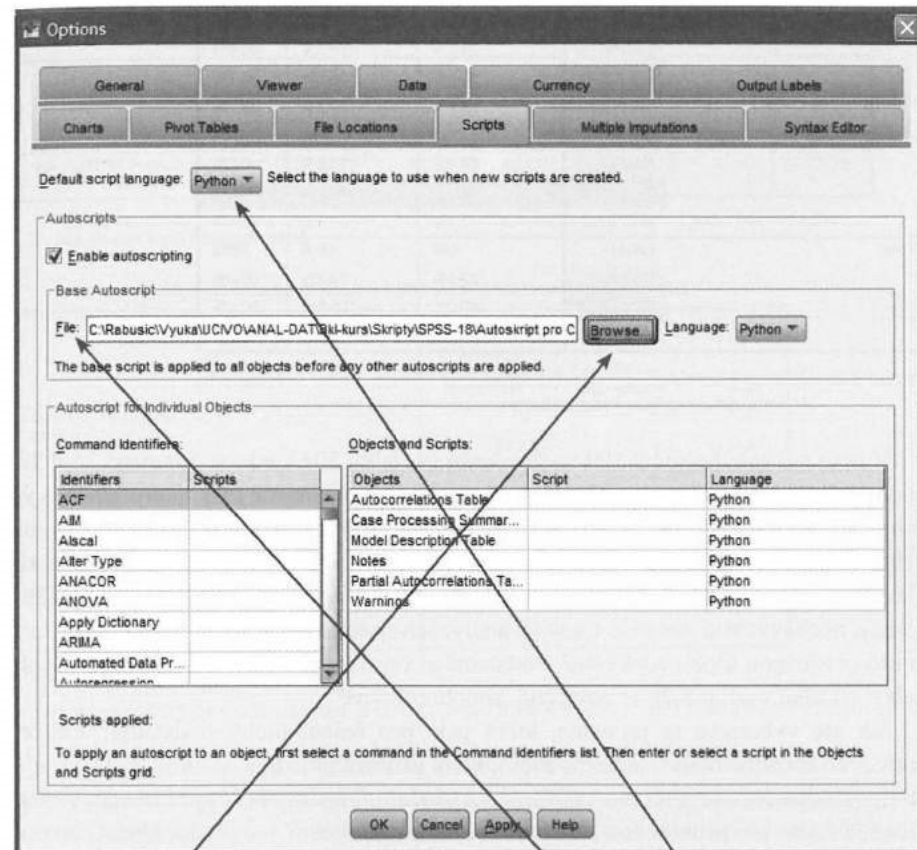 Options
General Viewer Data Currency Output Labels
Charts Pivot Tables File Locations Scripts Multiple Imputations Syntax Editor
Default script language: Python Select the language to use when new scripts are created.
Autoscripts
Enable autoscripting
Base Autoscript
File: C:\Rabusic\Vyuka\UCIVO\ANAL-DAT\Bkl-kurs\Skripty\SPSS-18\Autoskript pro C. Browse... Language: Python
The base script is applied to all objects before any other autoscripts are applied.
Autoscript for Individual Objects
Command Identifiers: Objects and Scripts:
Identifiers Scripts Objects Script Language
ACF Autocorrelations Table Python
AIM Case Processing Summar... Python
Alscal Model Description Table Python
Alter Type Notes Python
ANACOR Partial Autocorrelations Ta... Python
ANOVA Warnings Python
Apply Dictionary
ARIMA
Automated Data Pr...
Autoregression
Scripts applied:
To apply an autoscript to an object, first select a command in the Command Identifiers list. Then enter or select a script in the Objects
and Scripts grid.
OK Cancel Apply Help